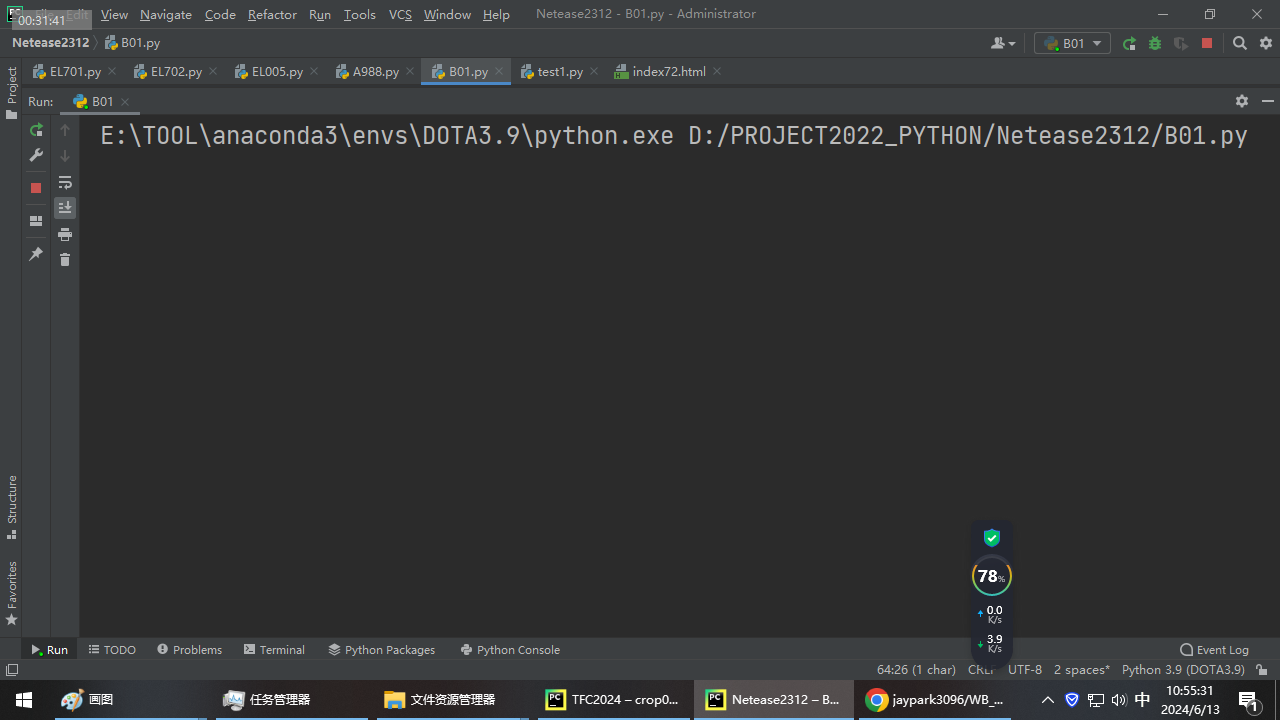 00:31:41
Edit View Navigate Code Refactor Run Tools VCS Window Help Netease2312 - B01.py - Administrator
Netease2312 B01.py B01
EL701.py EL702.py EL005.py A988.py B01.py test1.py index72.html
Project
Run: B01
E:\TOOL\anaconda3\envs\DOTA3.9\python.exe D:/PROJECT2022_PYTHON/Netease2312/B01.py
Structure
Favorites
78%
0.0
K/s
3.9
K/s
Run TODO Problems Terminal Python Packages Python Console Event Log
64:26 (1 char) CRLF UTF-8 2 spaces* Python 3.9 (DOTA3.9)
画图 任务管理器 文件资源管理器 TFC2024 – crop0... Netease2312 – B... jaypark3096/WB_... 中 10:55:31
2024/6/13 1